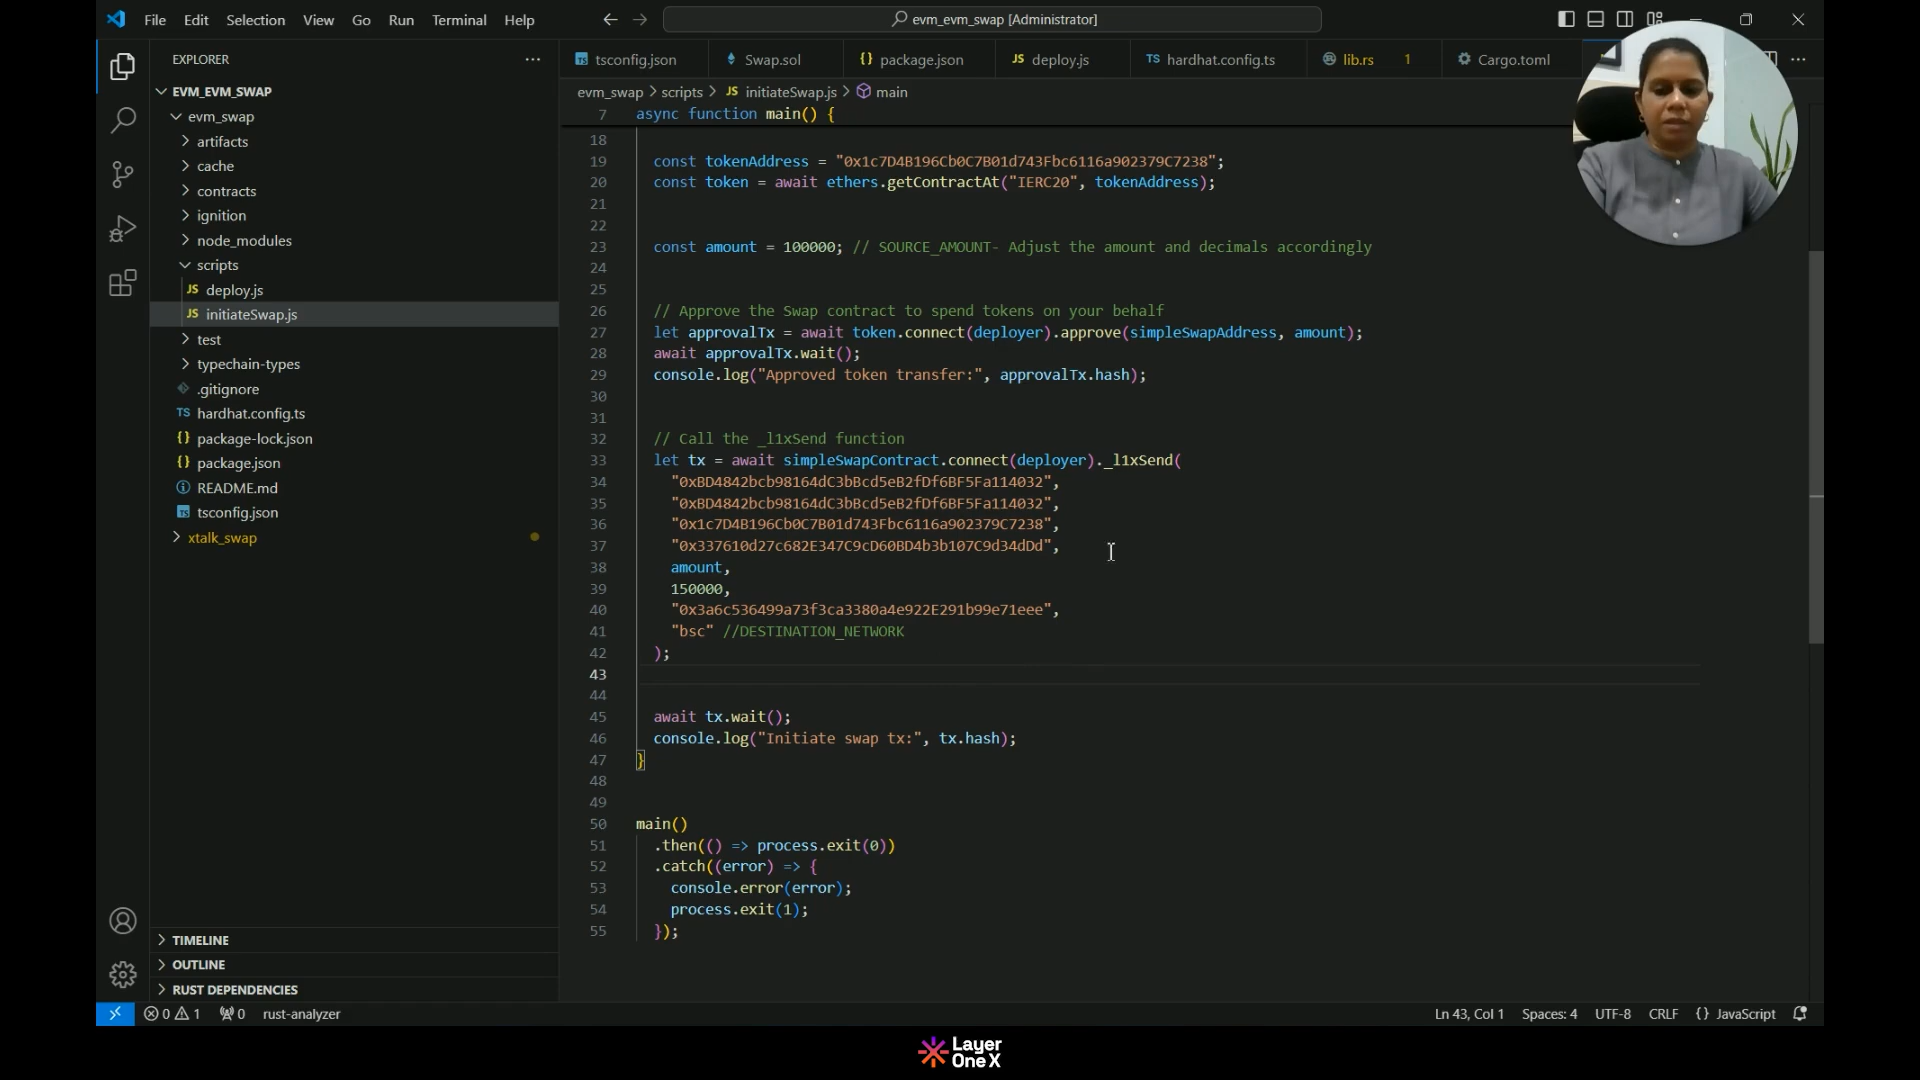 File Edit Selection View Go Run Terminal Help
evm_evm_swap [Administrator]
EXPLORER
EVM_EVM_SWAP
evm_swap
artifacts
cache
contracts
ignition
node_modules
scripts
JS deploy.js
JS initiateSwap.js
test
typechain-types
.gitignore
TS hardhat.config.ts
{} package-lock.json
{} package.json
README.md
TS tsconfig.json
xtalk_swap
TIMELINE
OUTLINE
RUST DEPENDENCIES
TS tsconfig.json Swap.sol {} package.json JS deploy.js TS hardhat.config.ts lib.rs 1 Cargo.toml
evm_swap > scripts > JS initiateSwap.js > main
7 async function main() {
18
19 const tokenAddress = "0x1c7D4B196Cb0C7B01d743Fbc6116a902379C7238";
20 const token = await ethers.getContractAt("IERC20", tokenAddress);
21
22
23 const amount = 100000; // SOURCE_AMOUNT- Adjust the amount and decimals accordingly
24
25
26 // Approve the Swap contract to spend tokens on your behalf
27 let approvalTx = await token.connect(deployer).approve(simpleSwapAddress, amount);
28 await approvalTx.wait();
29 console.log("Approved token transfer:", approvalTx.hash);
30
31
32 // Call the _l1xSend function
33 let tx = await simpleSwapContract.connect(deployer)._l1xSend(
34 "0xBD4842bcb98164dC3bBcd5eB2fDf6BF5Fa114032",
35 "0xBD4842bcb98164dC3bBcd5eB2fDf6BF5Fa114032",
36 "0x1c7D4B196Cb0C7B01d743Fbc6116a902379C7238",
37 "0x337610d27c682E347C9cD60BD4b3b107C9d34dDd",
38 amount,
39 150000,
40 "0x3a6c536499a73f3ca3380a4e922E291b99e71eee",
41 "bsc" //DESTINATION_NETWORK
42 );
43
44
45 await tx.wait();
46 console.log("Initiate swap tx:", tx.hash);
47 }
48
49
50 main()
51 .then(() => process.exit(0))
52 .catch((error) => {
53 console.error(error);
54 process.exit(1);
55 });
0 1 0 rust-analyzer Ln 43, Col 1 Spaces: 4 UTF-8 CRLF {} JavaScript
Layer
One X